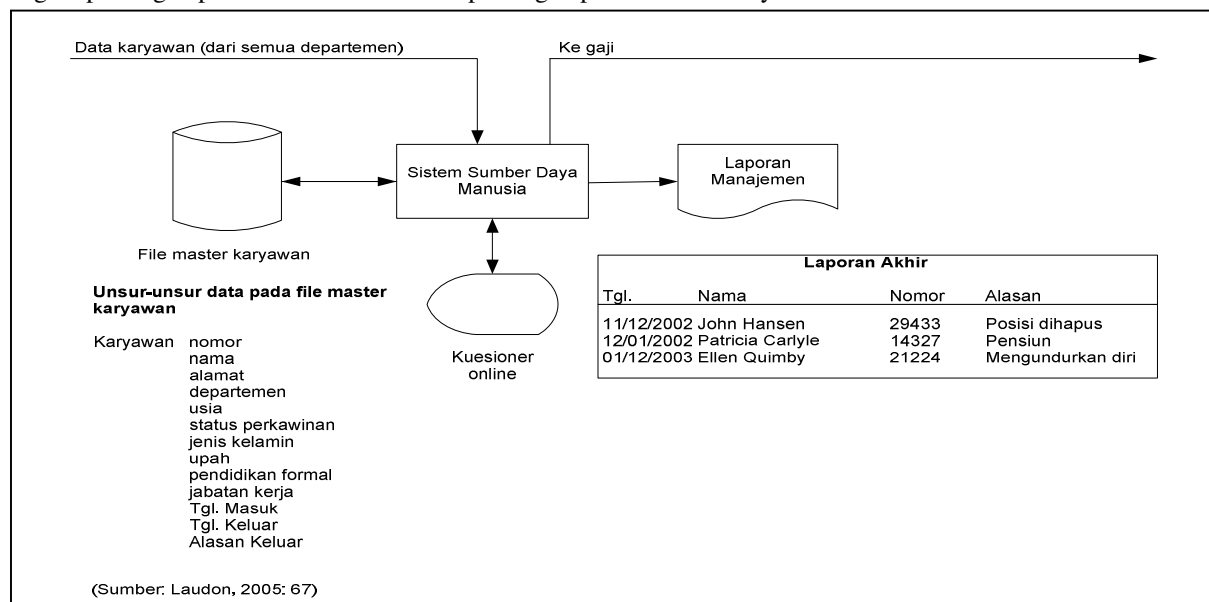 Data karyawan (dari semua departemen)
Ke gaji
Sistem Sumber Daya
Manusia
Laporan
Manajemen
File master karyawan
Unsur-unsur data pada file master
karyawan
Karyawan nomor
nama
alamat
departemen
usia
status perkawinan
jenis kelamin
upah
pendidikan formal
jabatan kerja
Tgl. Masuk
Tgl. Keluar
Alasan Keluar
Kuesioner
online
Laporan Akhir
Tgl. Nama Nomor Alasan
11/12/2002 John Hansen 29433 Posisi dihapus
12/01/2002 Patricia Carlyle 14327 Pensiun
01/12/2003 Ellen Quimby 21224 Mengundurkan diri
(Sumber: Laudon, 2005: 67)